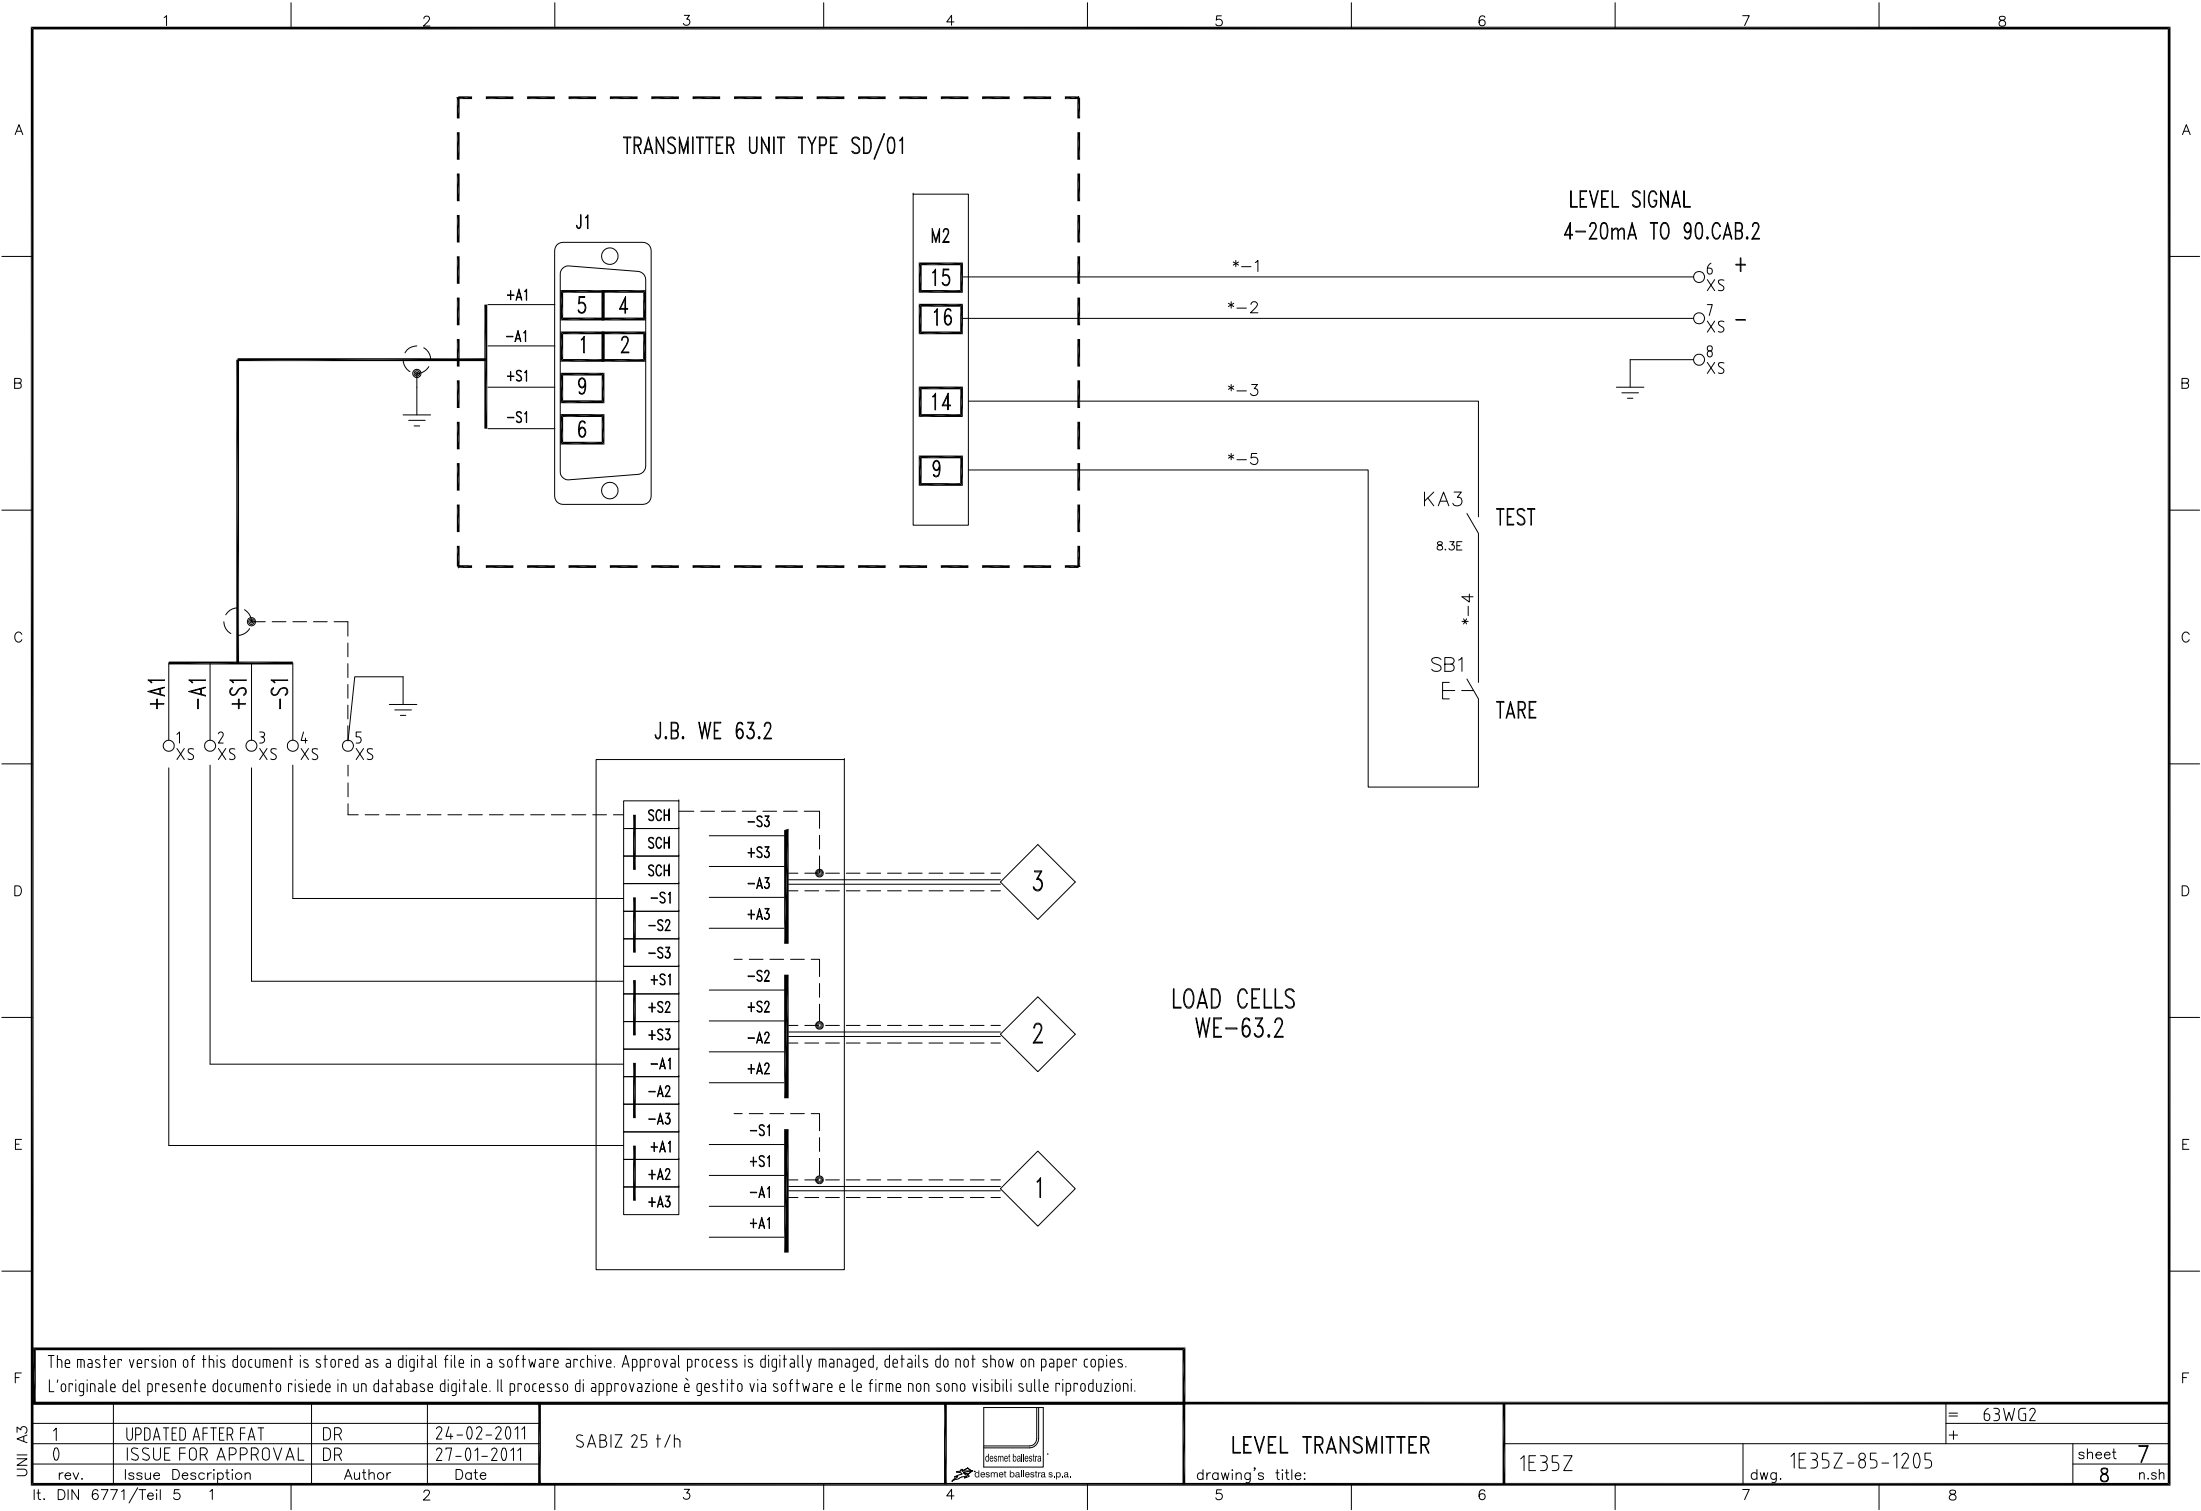 1 2 3 4 5 6 7 8
A A
TRANSMITTER UNIT TYPE SD/01
LEVEL SIGNAL
4-20mA TO 90.CAB.2
J1
M2
15 *-1 6 XS +
16 *-2 7 XS -
8 XS
+A1 5 4
-A1 1 2
+S1 9
-S1 6
B B
14 *-3
9 *-5
KA3 TEST
8.3E
*-4
C C
SB1
E TARE
+A1 -A1 +S1 -S1
1 XS 2 XS 3 XS 4 XS 5 XS
J.B. WE 63.2
SCH
SCH
SCH
-S1
-S2
-S3
+S1
+S2
+S3
-A1
-A2
-A3
+A1
+A2
+A3
-S3
+S3
-A3
+A3
3
D D
-S2
+S2
-A2
+A2
2
LOAD CELLS
WE-63.2
-S1
+S1
-A1
+A1
1
E E
The master version of this document is stored as a digital file in a software archive. Approval process is digitally managed, details do not show on paper copies.
L'originale del presente documento risiede in un database digitale. Il processo di approvazione è gestito via software e le firme non sono visibili sulle riproduzioni.
F F
UNI A3
1 UPDATED AFTER FAT DR 24-02-2011
0 ISSUE FOR APPROVAL DR 27-01-2011
rev. Issue Description Author Date
SABIZ 25 t/h
desmet ballestra
desmet ballestra s.p.a.
LEVEL TRANSMITTER
drawing's title:
1E35Z
dwg. 1E35Z-85-1205
= 63WG2
+
sheet 7
8 n.sh
lt. DIN 6771/Teil 5 1 2 3 4 5 6 7 8